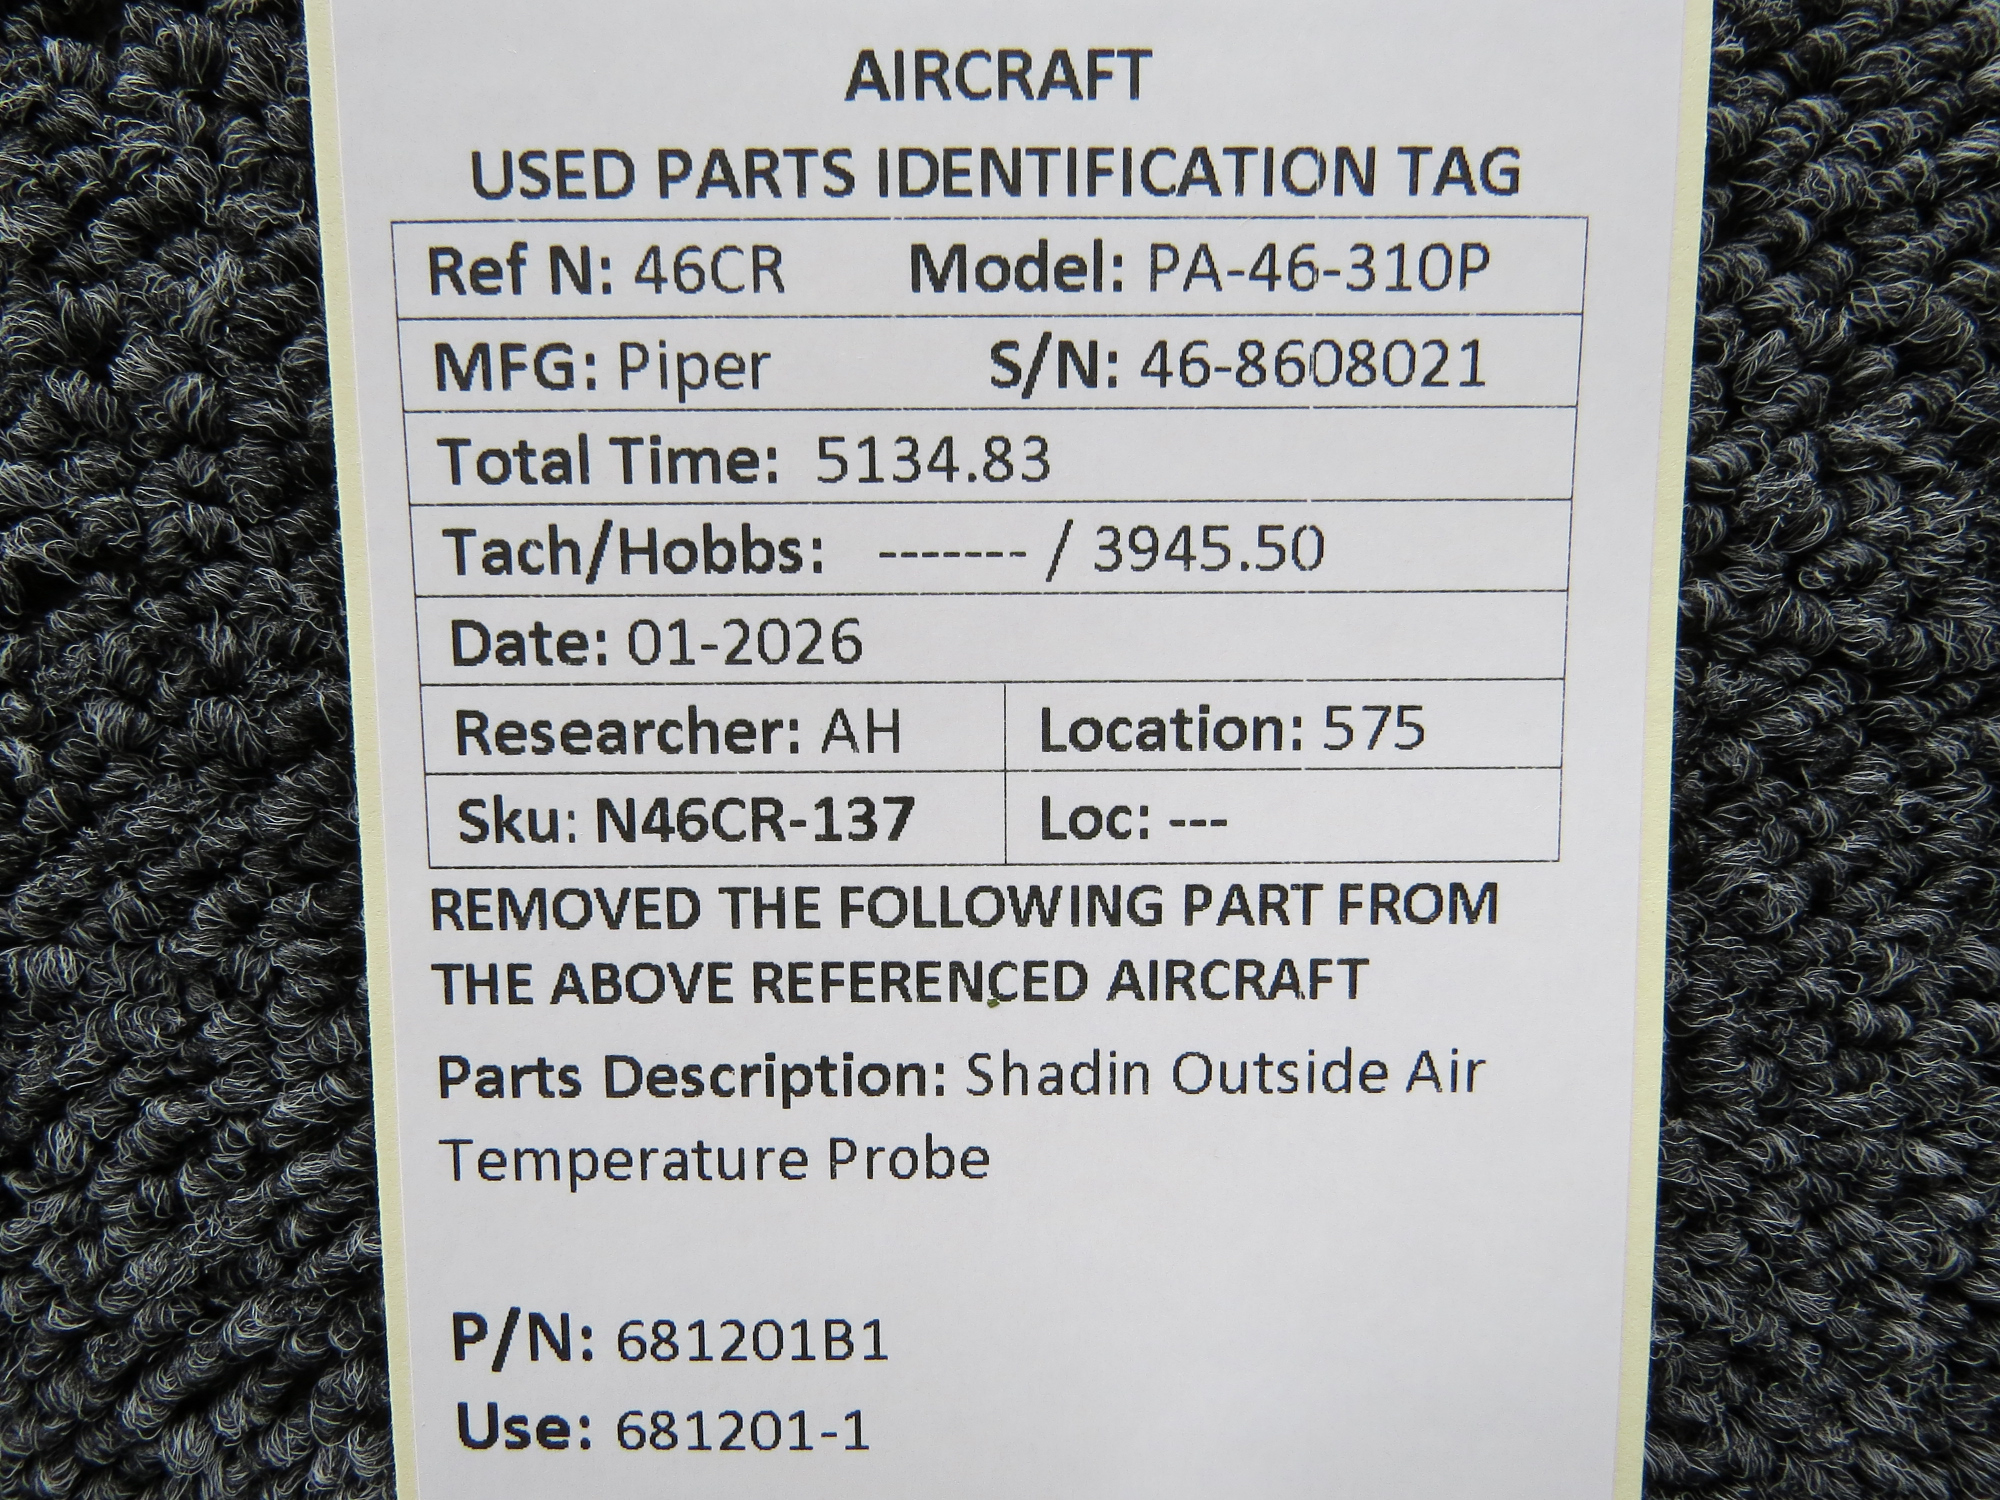 AIRCRAFT
USED PARTS IDENTIFICATION TAG
Ref N: 46CR Model: PA-46-310P
MFG: Piper S/N: 46-8608021
Total Time: 5134.83
Tach/Hobbs: ------- / 3945.50
Date: 01-2026
Researcher: AH Location: 575
Sku: N46CR-137 Loc: ---
REMOVED THE FOLLOWING PART FROM
THE ABOVE REFERENCED AIRCRAFT
Parts Description: Shadin Outside Air
Temperature Probe
P/N: 681201B1
Use: 681201-1